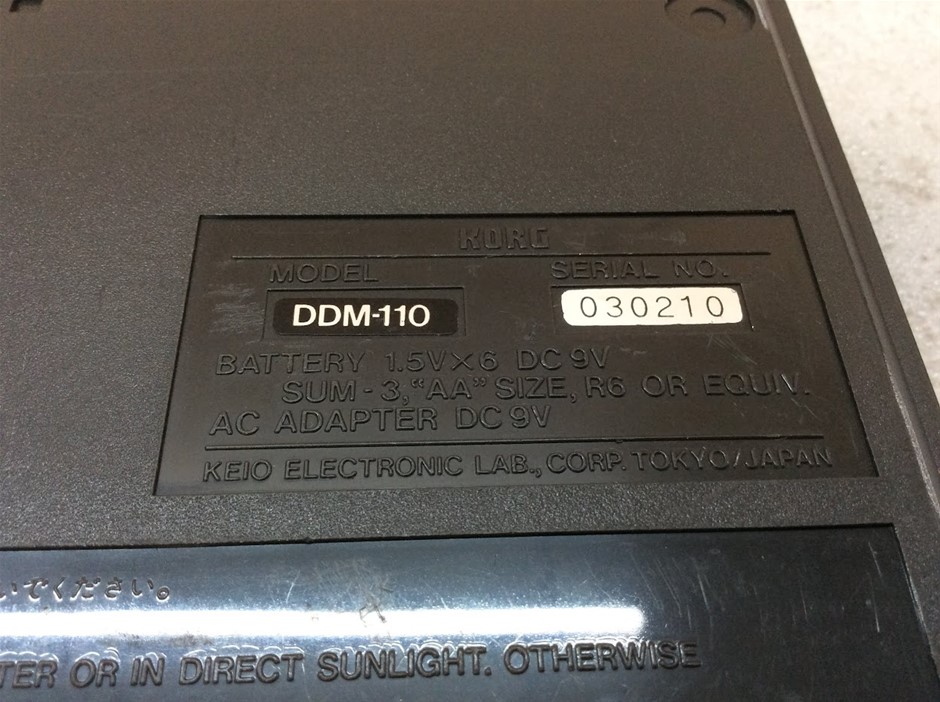 KORG
MODEL SERIAL NO.
DDM-110 030210
BATTERY 1.5V×6 DC 9V
SUM-3, "AA" SIZE, R6 OR EQUIV.
AC ADAPTER DC 9V
KEIO ELECTRONIC LAB., CORP. TOKYO/JAPAN
いでください。
OR IN DIRECT SUNLIGHT. OTHERWISE